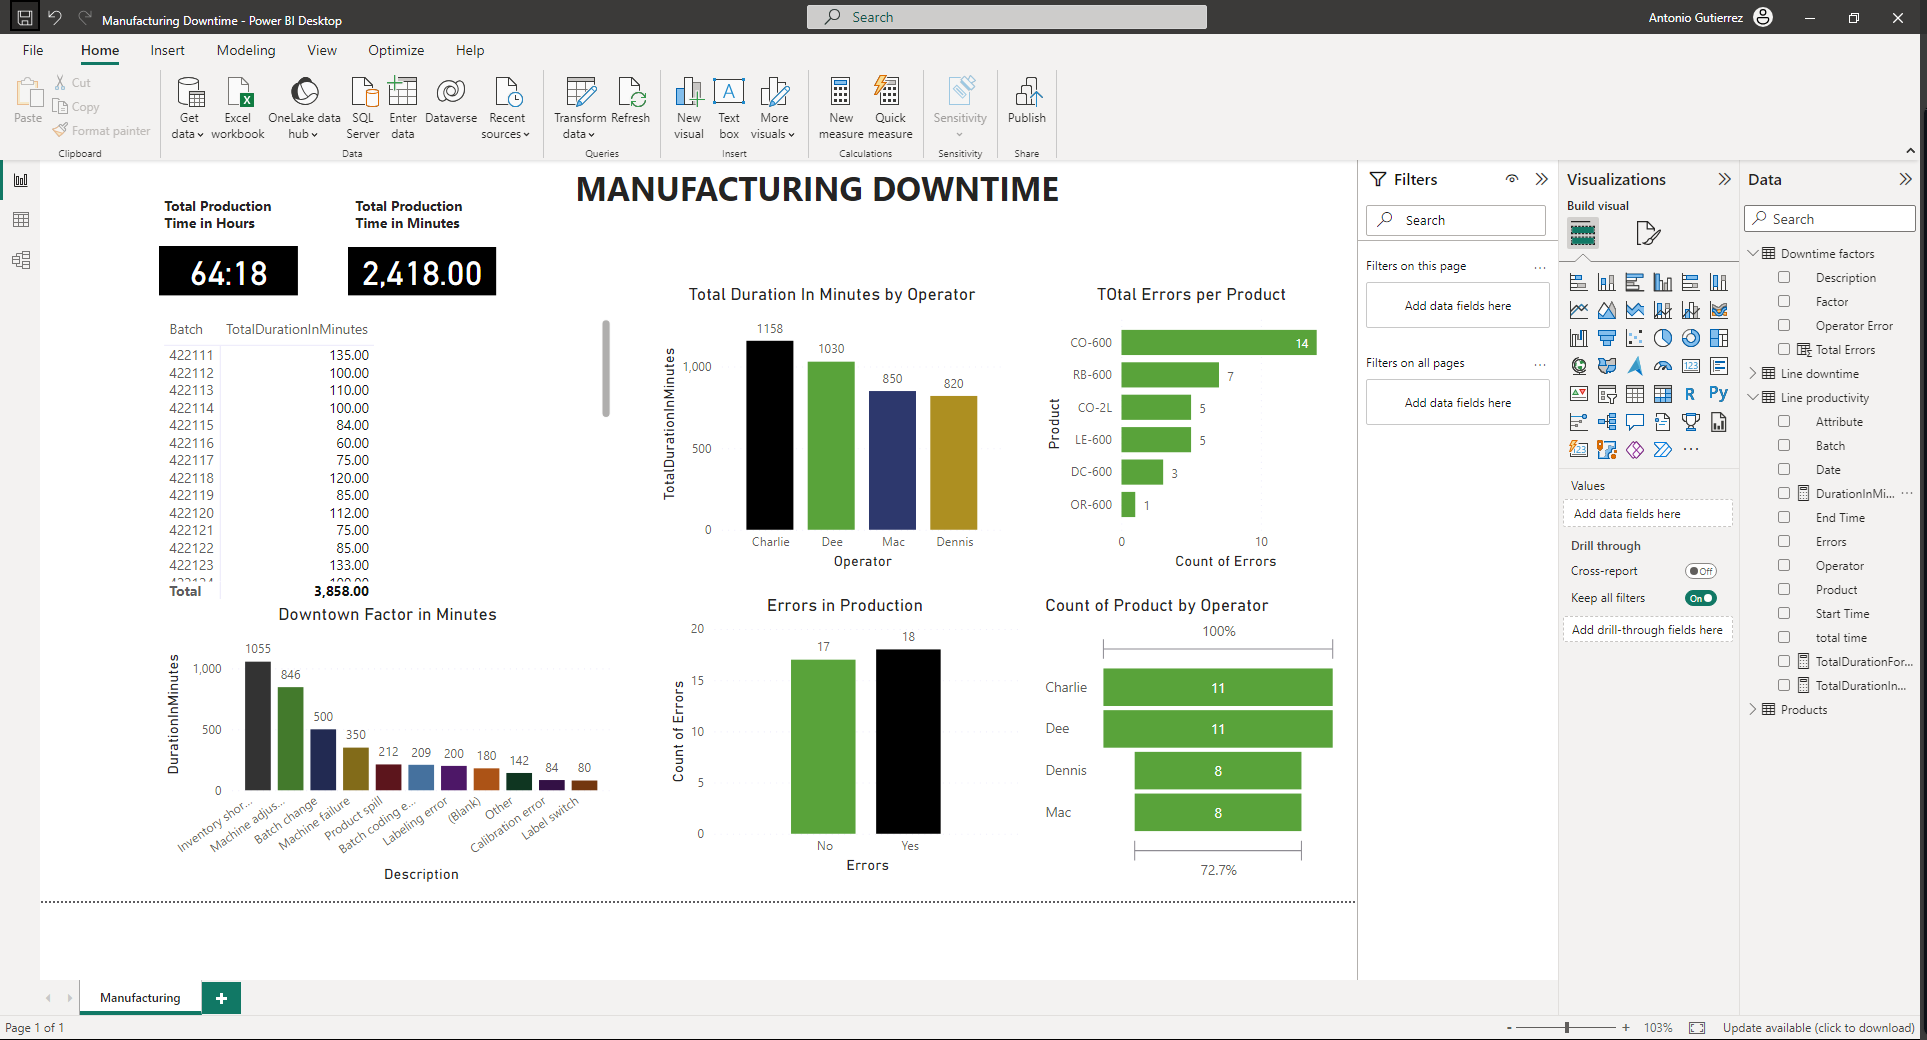 Manufacturing Downtime - Power BI Desktop
Search
Antonio Gutierrez
File
Home
Insert
Modeling
View
Optimize
Help
Paste
Cut
Copy
Format painter
Clipboard
Get data
Excel workbook
OneLake data hub
SQL Server
Enter data
Dataverse
Recent sources
Data
Transform data
Refresh
Queries
New visual
Text box
More visuals
Insert
New measure
Quick measure
Calculations
Sensitivity
Sensitivity
Publish
Share
MANUFACTURING DOWNTIME
Total Production
Time in Hours
64:18
Total Production
Time in Minutes
2,418.00
Batch TotalDurationInMinutes
422111 135.00
422112 100.00
422113 110.00
422114 100.00
422115 84.00
422116 60.00
422117 75.00
422118 120.00
422119 85.00
422120 112.00
422121 75.00
422122 85.00
422123 133.00
Total 3,858.00
Total Duration In Minutes by Operator
TotalDurationInMinutes
1,000
500
0
1158
1030
850
820
Charlie
Dee
Mac
Dennis
Operator
TOtal Errors per Product
Product
CO-600 14
RB-600 7
CO-2L 5
LE-600 5
DC-600 3
OR-600 1
0 10
Count of Errors
Downtown Factor in Minutes
DurationInMinutes
1,000
500
0
1055
846
500
350
212
209
200
180
142
84
80
Inventory shor...
Machine adjus...
Batch change
Machine failure
Product spill
Batch coding e...
Labeling error
(Blank)
Other
Calibration error
Label switch
Description
Errors in Production
Count of Errors
20
15
10
5
0
17
18
No
Yes
Errors
Count of Product by Operator
100%
Charlie 11
Dee 11
Dennis 8
Mac 8
72.7%
Filters
Search
Filters on this page
...
Add data fields here
Filters on all pages
...
Add data fields here
Visualizations
Build visual
123
R
Py
123
...
Values
Add data fields here
Drill through
Cross-report
Off
Keep all filters
On
Add drill-through fields here
Data
Search
Downtime factors
Description
Factor
Operator Error
Total Errors
Line downtime
Line productivity
Attribute
Batch
Date
DurationInMi... ...
End Time
Errors
Operator
Product
Start Time
total time
TotalDurationFor...
TotalDurationIn...
Products
Manufacturing
+
Page 1 of 1
- +
103%
Update available (click to download)